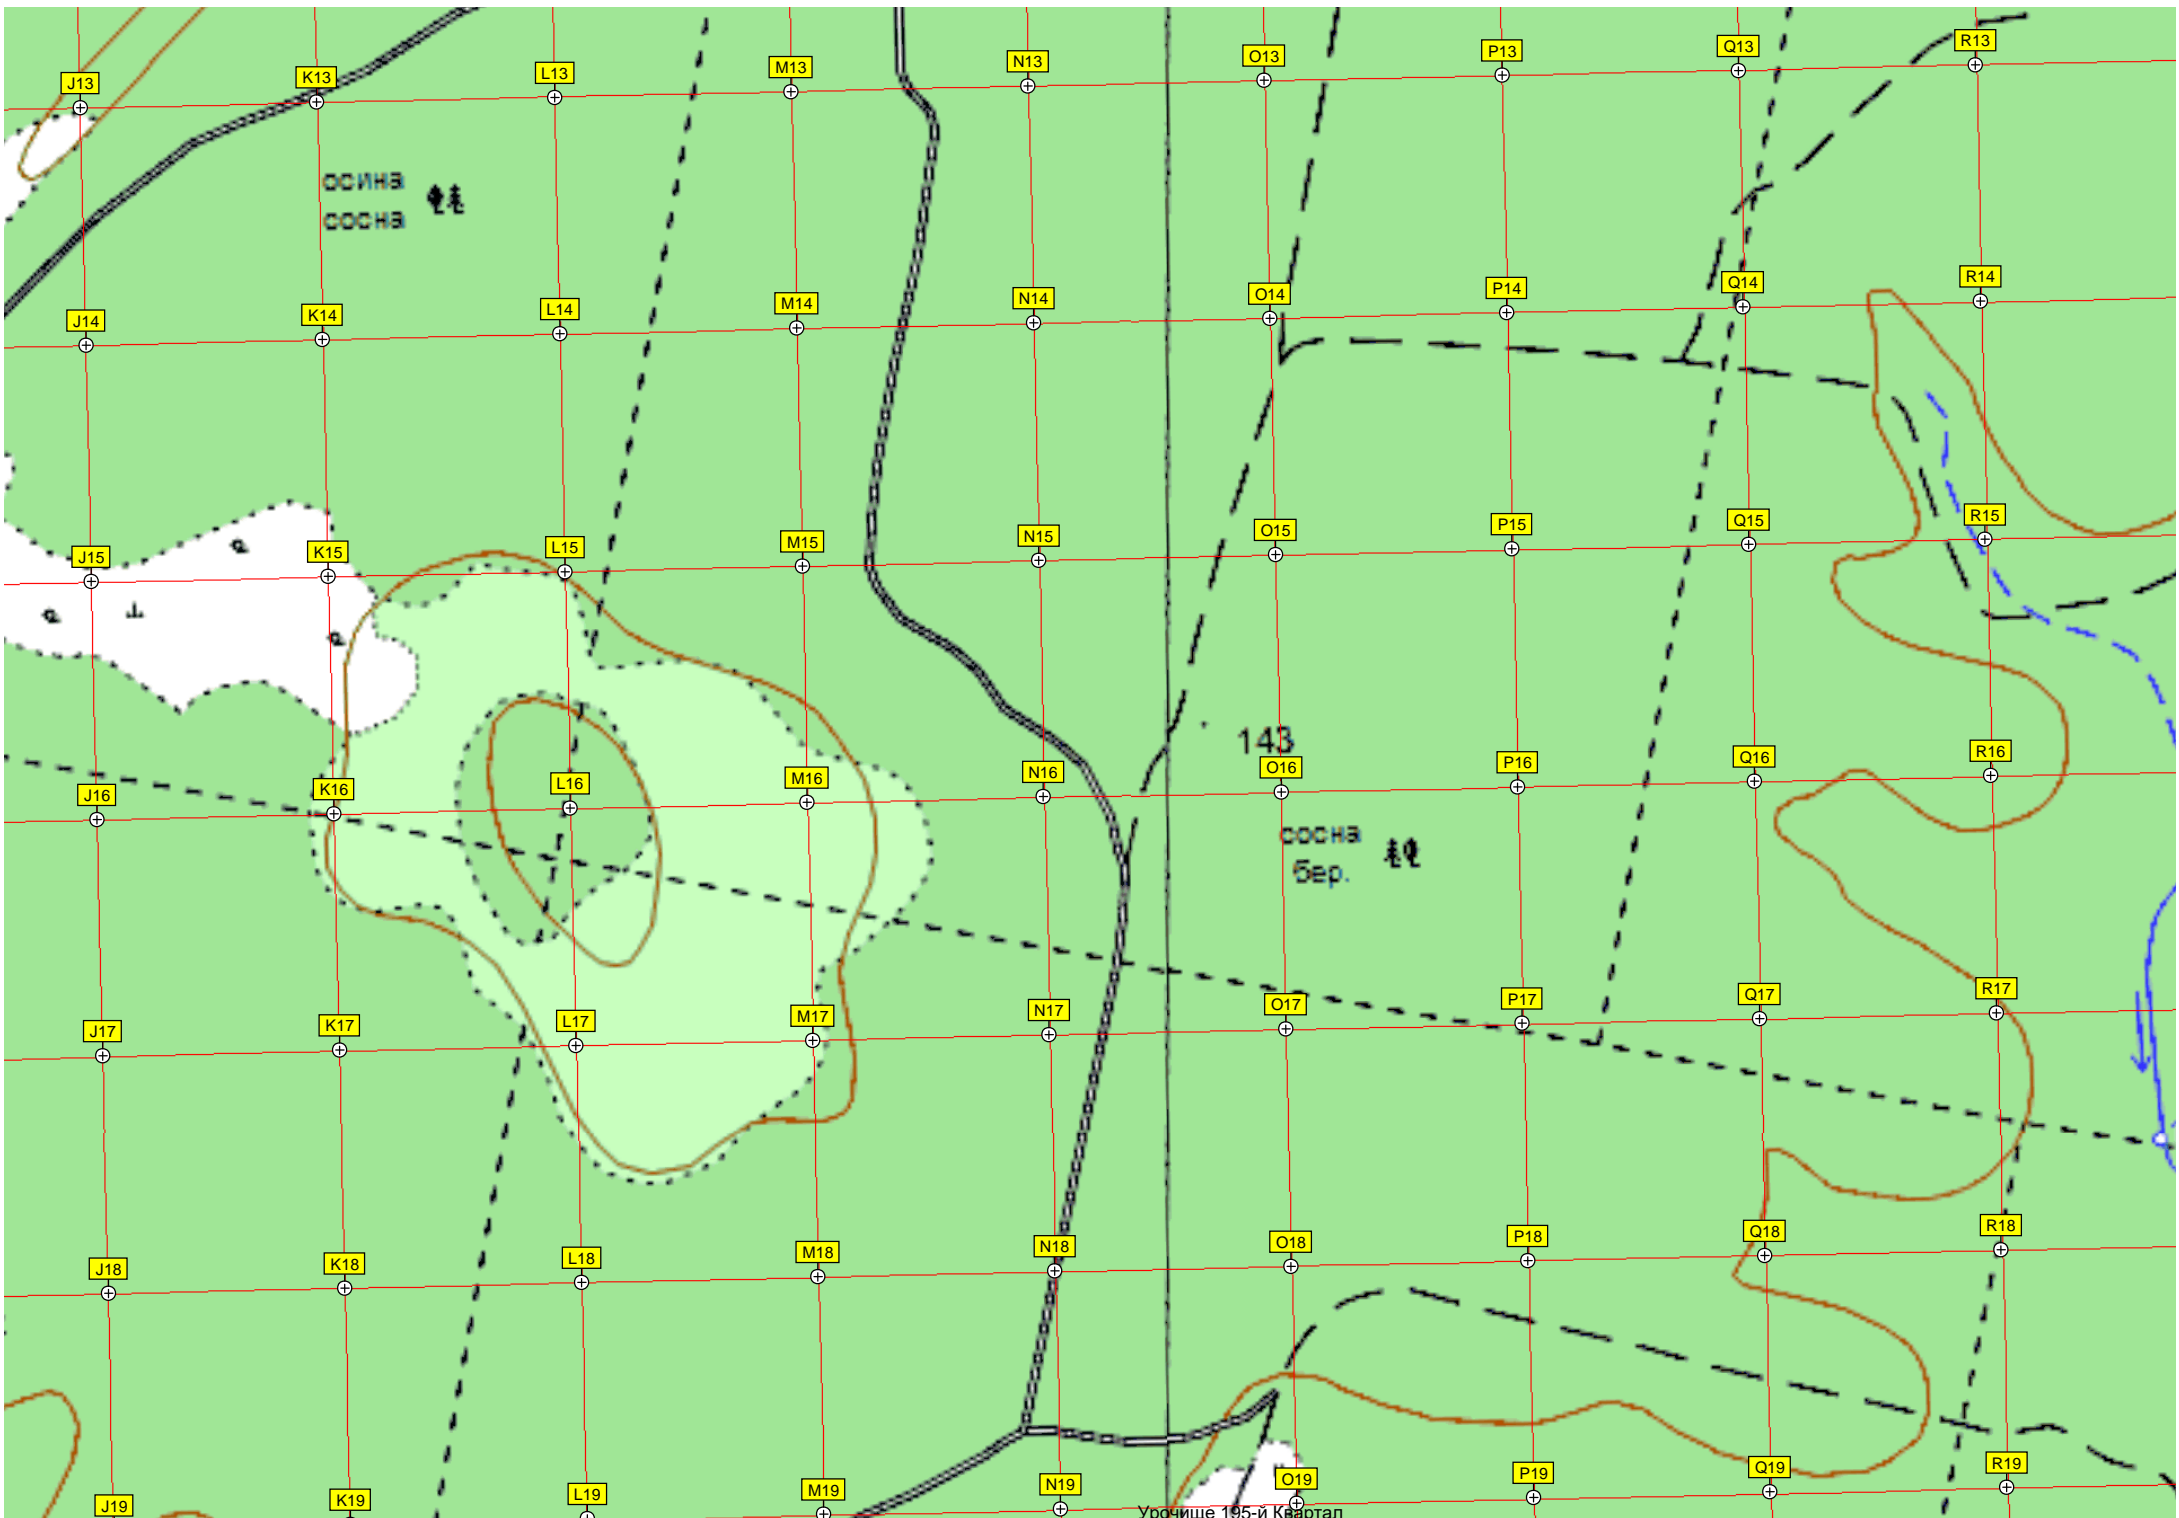 J13 K13 L13 M13 N13 O13 P13 Q13 R13
осина
сосна
J14 K14 L14 M14 N14 O14 P14 Q14 R14
J15 K15 L15 M15 N15 O15 P15 Q15 R15
143
J16 K16 L16 M16 N16 O16 P16 Q16 R16
сосна
бер.
J17 K17 L17 M17 N17 O17 P17 Q17 R17
J18 K18 L18 M18 N18 O18 P18 Q18 R18
J19 K19 L19 M19 N19 O19 P19 Q19 R19
Урочище 195-й Квартал